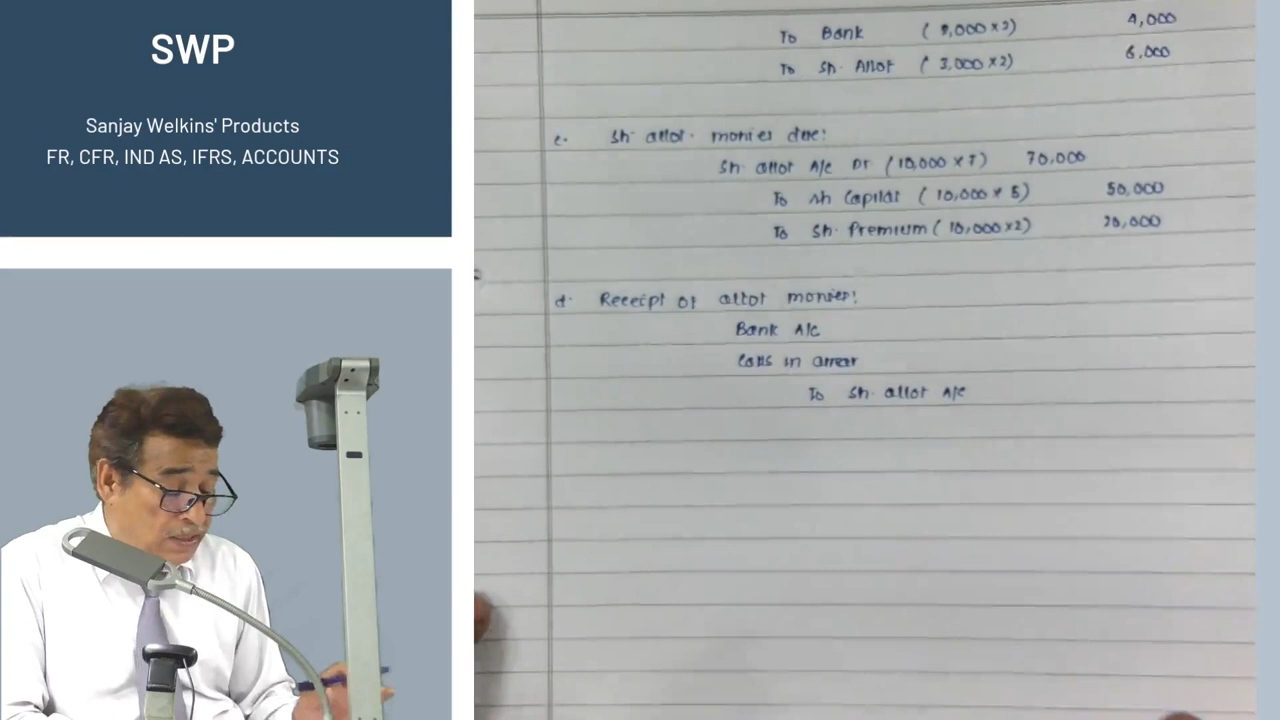 SWP
Sanjay Welkins' Products
FR, CFR, IND AS, IFRS, ACCOUNTS
To Bank ( 2,000 x 2) 4,000
To Sh. Allot ( 3,000 x 2) 6,000
c. Sh. allot. monies due:
Sh. allot A/c Dr (10,000 x 7) 70,000
To sh Capital (10,000 x 5) 50,000
To Sh. Premium (10,000 x 2) 20,000
d. Receipt of allot monies:
Bank A/c
Calls in arrear
To Sh. allot A/c